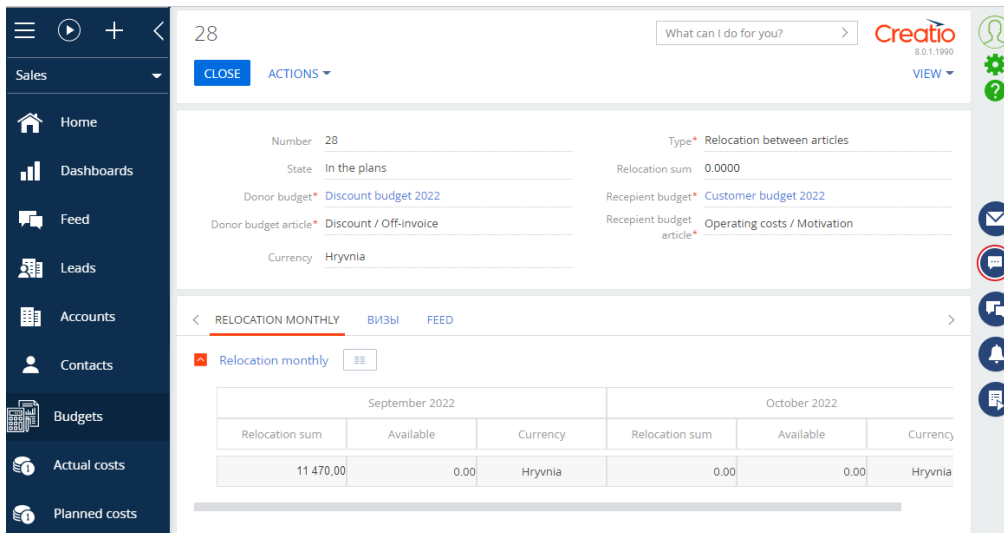 28
What can I do for you?
Creatio
8.0.1.1990
Sales
CLOSE
ACTIONS
VIEW
Home
Dashboards
Feed
Leads
Accounts
Contacts
Budgets
Actual costs
Planned costs
Number 28
Type* Relocation between articles
State In the plans
Relocation sum 0.0000
Donor budget* Discount budget 2022
Recepient budget* Customer budget 2022
Donor budget article* Discount / Off-invoice
Recepient budget article* Operating costs / Motivation
Currency Hryvnia
RELOCATION MONTHLY ВИЗЫ FEED
Relocation monthly
September 2022 October 2022
Relocation sum Available Currency Relocation sum Available Currency
11 470,00 0.00 Hryvnia 0.00 0.00 Hryvnia